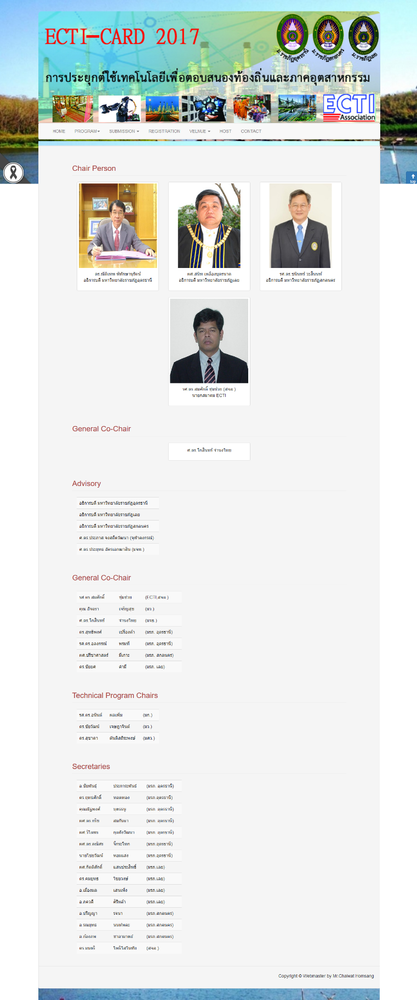 ECTI-CARD 2017
ม.ราชภัฏอุดรธานี
ม.ราชภัฏสกลนคร
ม.ราชภัฏเลย
การประยุกต์ใช้เทคโนโลยีเพื่อตอบสนองท้องถิ่นและภาคอุตสาหกรรม
ECTI
Association
HOME PROGRAM SUBMISSION REGISTRATION VELNUE HOST CONTACT
top
Chair Person
ดร.ณัติเทพ พิทักษานุรัตน์
อธิการบดี มหาวิทยาลัยราชภัฏอุดรธานี
ผศ.สนิท เหลืองบุตรนาค
อธิการบดี มหาวิทยาลัยราชภัฏเลย
รศ.ดร.ชนินทร์ วะสีนนท์
อธิการบดี มหาวิทยาลัยราชภัฏสกลนคร
รศ.ดร.สมศักดิ์ ชุมช่วย (สจล.)
นายกสมาคม ECTI
General Co-Chair
ศ.ดร.โกสินทร์ จำนงไทย
Advisory
อธิการบดี มหาวิทยาลัยราชภัฏอุดรธานี
อธิการบดี มหาวิทยาลัยราชภัฏเลย
อธิการบดี มหาวิทยาลัยราชภัฏสกลนคร
ศ.ดร.ประภาส จงสถิตวัฒนา (จุฬาลงกรณ์)
ศ.ดร.ประยุทธ อัครเอกฒาลิน (มจพ.)
General Co-Chair
รศ.ดร.สมศักดิ์ ชุ่มช่วย (ECTI,สจล.)
คุณ อัจฉรา เจริญสุข (มว.)
ศ.ดร.โกสินทร์ จำนงไทย (มจธ.)
ดร.สุทธิพงศ์ เปรื่องค้า (มรภ. อุดรธานี)
รศ.ดร.อลงกรณ์ พรมที (มรภ. อุดรธานี)
ผศ.ปรีชาศาสตร์ มีเกาะ (มรภ. สกลนคร)
ดร.ชัยยศ คำมี (มรภ. เลย)
Technical Program Chairs
รศ.ดร.อนันต์ ผลเพิ่ม (มก.)
ดร.ชัยวัฒน์ เจษฎาจินต์ (มว.)
ดร.สุชาดา ตันติสถิระพงษ์ (มศว.)
Secretaries
อ.ชัยพันธุ์ ประการะพันธ์ (มรภ. อุดรธานี)
ดร.ยุทธศักดิ์ ทอดทอง (มรภ.อุดรธานี)
คุณณัฐพงศ์ บุตรธนู (มรภ. อุดรธานี)
ผศ.ดร.กริช สมกันธา (มรภ. อุดรธานี)
ผศ.วิไลพร กุลตังวัฒนา (มรภ. อุดรธานี)
ผศ.ดร.คณิศร จี้กระโทก (มรภ.อุดรธานี)
นายไชยวัฒน์ หอมแสง (มรภ.อุดรธานี)
ผศ.กิตติศักดิ์ แสนประสิทธิ์ (มรภ.เลย)
ดร.คมยุทธ ไชยวงษ์ (มรภ.เลย)
อ.เมืองมล เสนเพ็ง (มรภ.เลย)
อ.ภควดี ศิริหล้า (มรภ.เลย)
อ.ปริญญา รจนา (มรภ.สกลนคร)
อ.รณยุทธ นนท์พละ (มรภ.สกลนคร)
อ.ก้องภพ ชาอามาตย์ (มรภ.สกลนคร)
ดร.มนตรี โพธิโสโนทัย (สจล.)
Copyright © Webmaster by Mr.Chaiwat Homsang